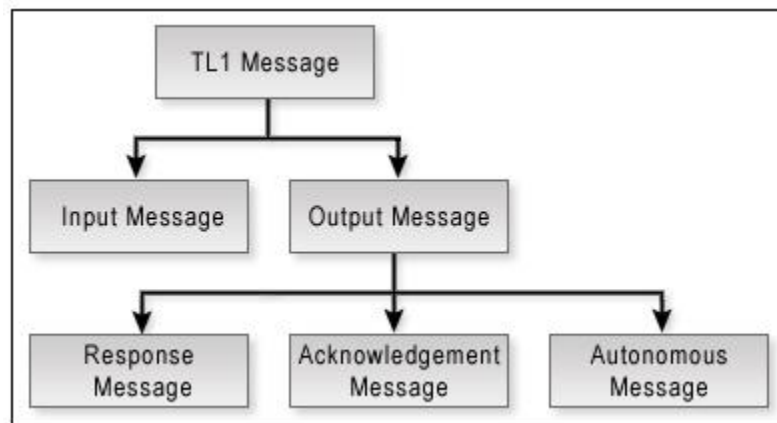 TL1 Message
Input Message
Output Message
Response
Message
Acknowledgement
Message
Autonomous
Message